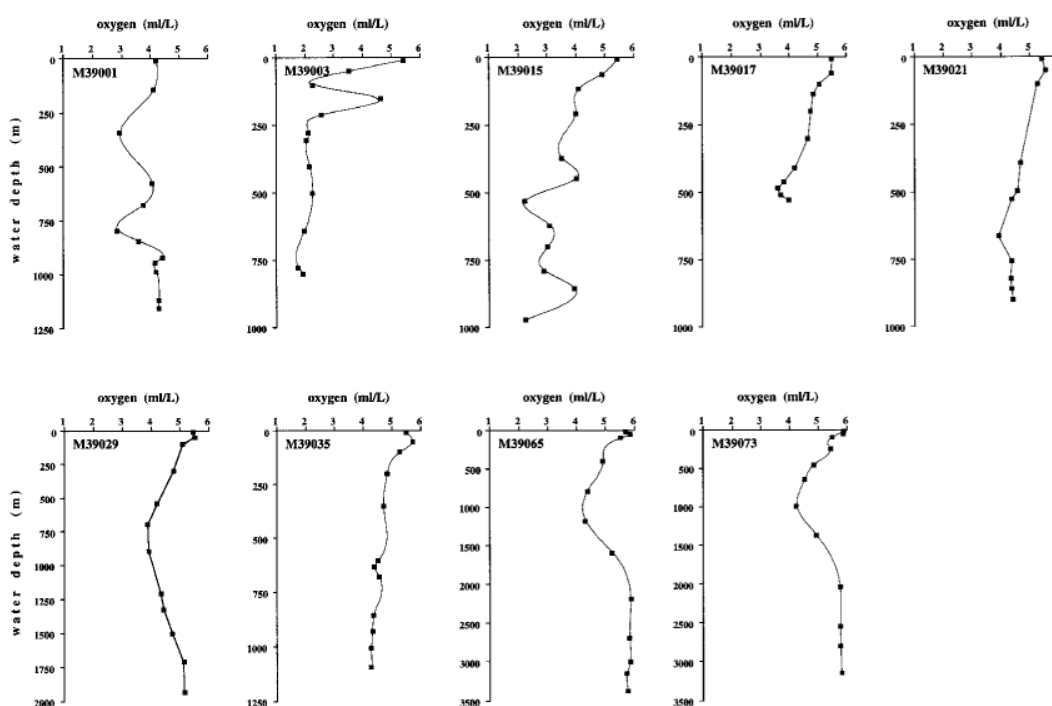 oxygen (ml/L) oxygen (ml/L) oxygen (ml/L) oxygen (ml/L) oxygen (ml/L)
1 2 3 4 5 6 1 2 3 4 5 6 1 2 3 4 5 6 1 2 3 4 5 6 1 2 3 4 5 6
0 0 0 0 0
M39001 M39003 M39015 M39017 M39021
250 250 250 250 250
500 500 500 500 500
750 750 750 750 750
1000 1000 1000 1000 1000
1250
water depth (m)
oxygen (ml/L) oxygen (ml/L) oxygen (ml/L) oxygen (ml/L)
1 2 3 4 5 6 1 2 3 4 5 6 1 2 3 4 5 6 1 2 3 4 5 6
0 0 0 0
M39029 M39035 M39065 M39073
250 250 500 500
500 500 1000 1000
750 750 1500 1500
1000 1000 2000 2000
1250 1250 2500 2500
1500 3000 3000
1750 3500 3500
2000
water depth (m)